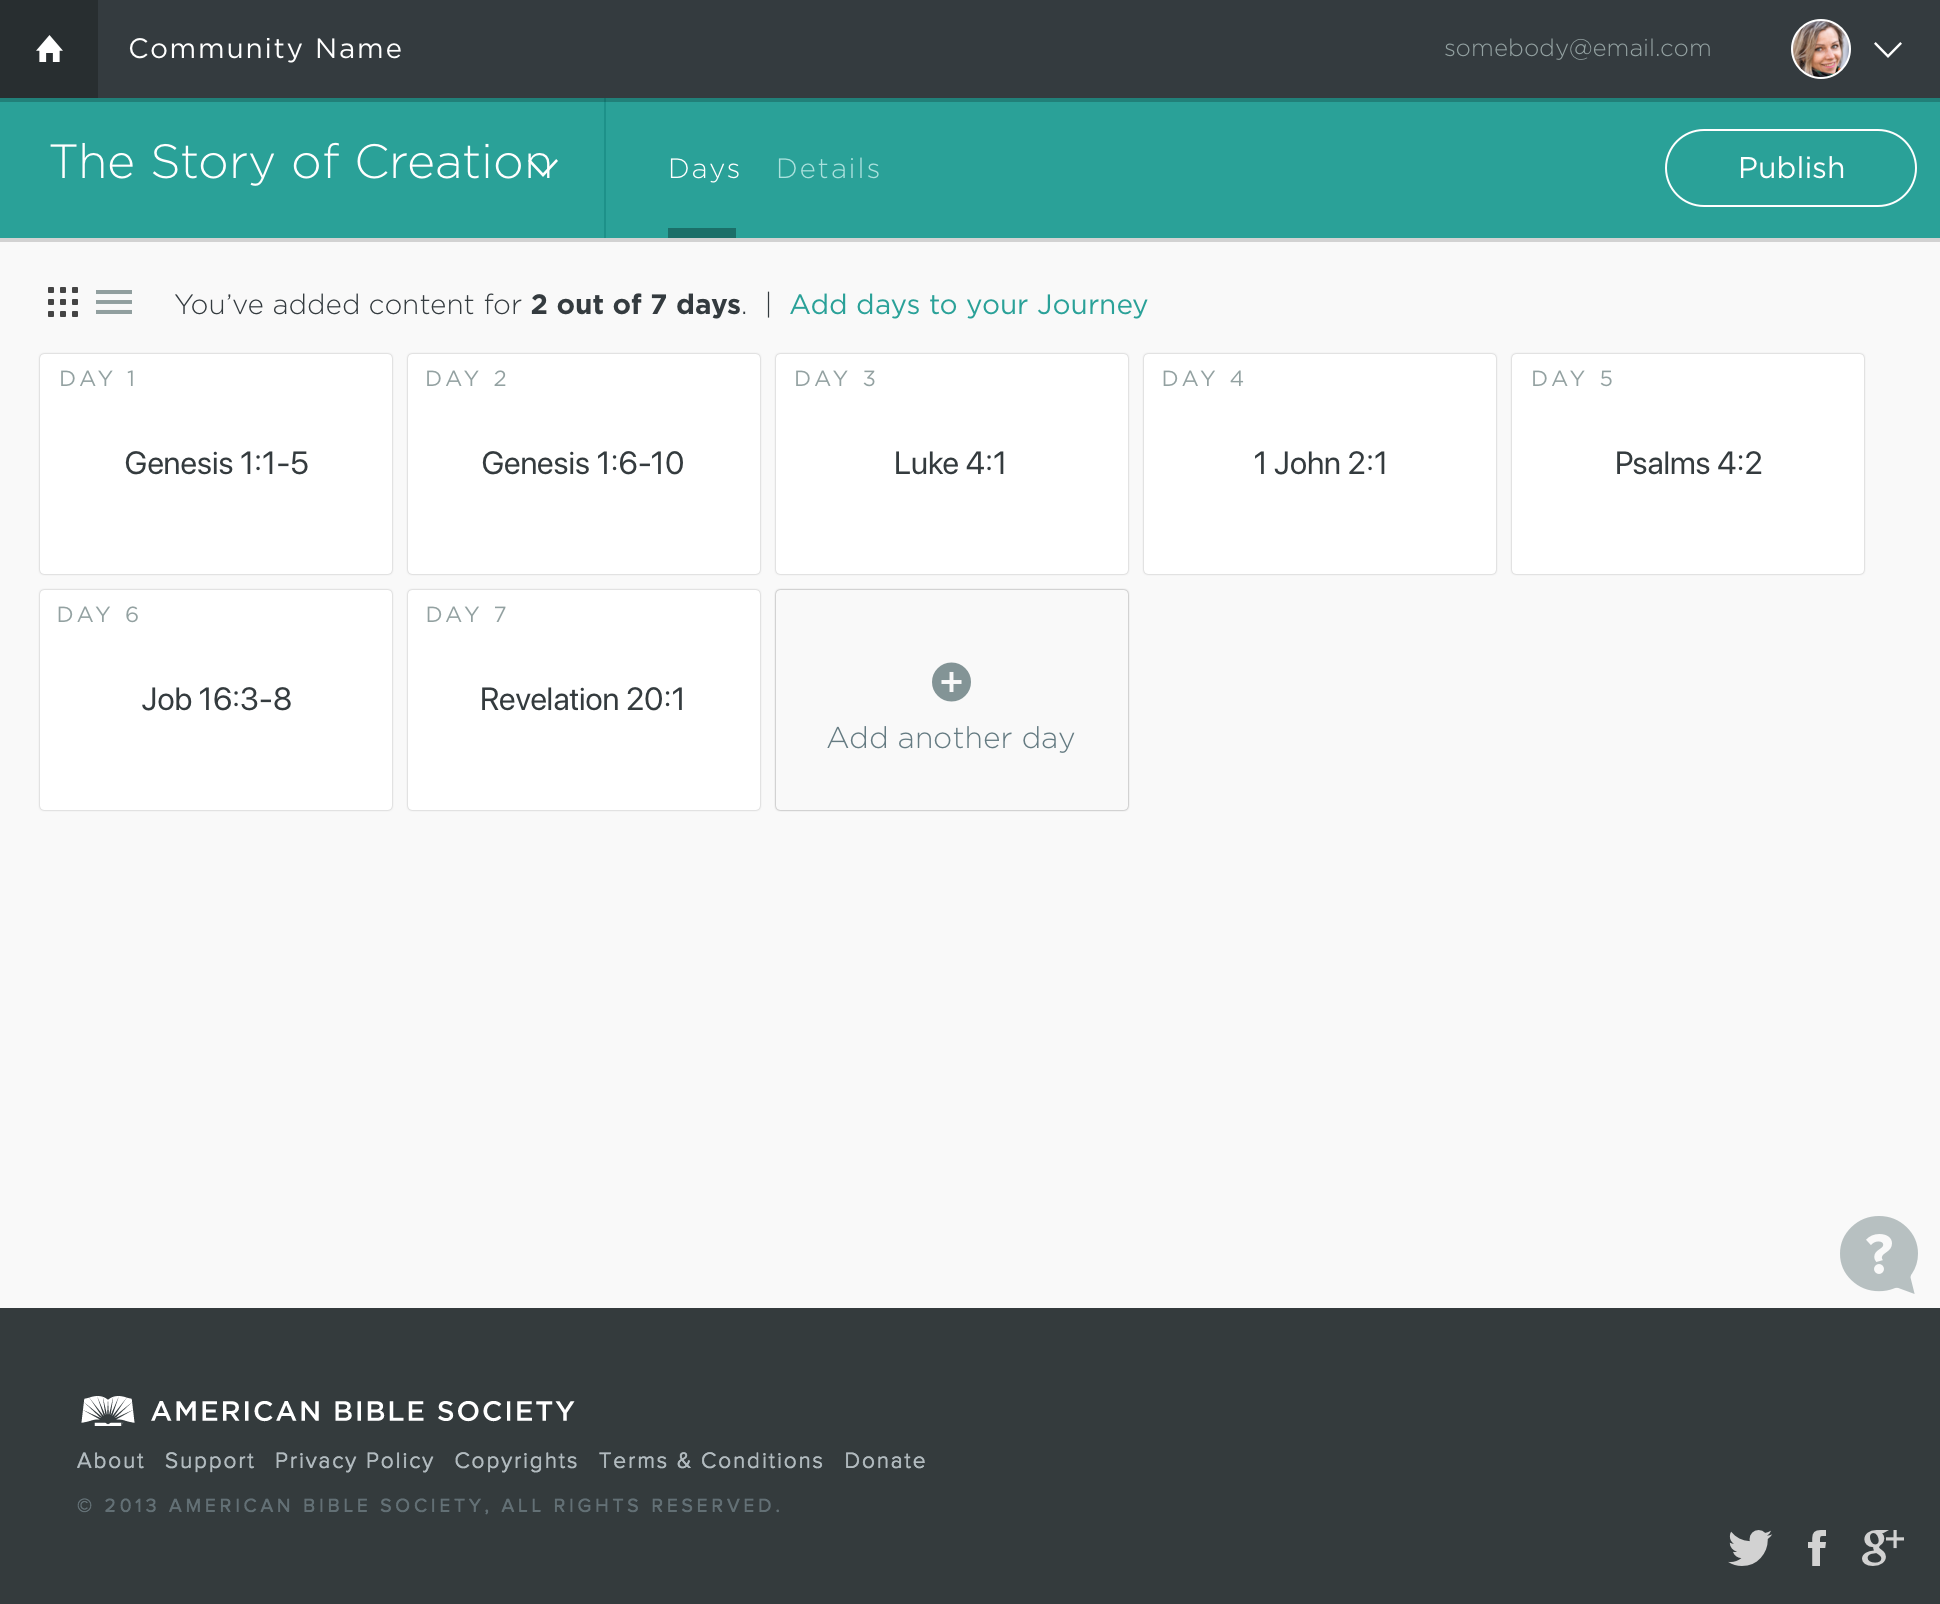 Community Name
somebody@email.com
The Story of Creation
Days
Details
Publish
You’ve added content for 2 out of 7 days. | Add days to your Journey
DAY 1
Genesis 1:1-5
DAY 2
Genesis 1:6-10
DAY 3
Luke 4:1
DAY 4
1 John 2:1
DAY 5
Psalms 4:2
DAY 6
Job 16:3-8
DAY 7
Revelation 20:1
Add another day
?
AMERICAN BIBLE SOCIETY
About Support Privacy Policy Copyrights Terms & Conditions Donate
© 2013 AMERICAN BIBLE SOCIETY, ALL RIGHTS RESERVED.